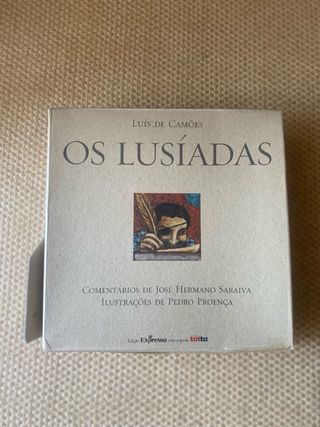 LUÍS DE CAMÕES
OS LUSÍADAS
COMENTÁRIOS DE JOSÉ HERMANO SARAIVA
ILUSTRAÇÕES DE PEDRO PROENÇA
Edição Expresso com o apoio totta